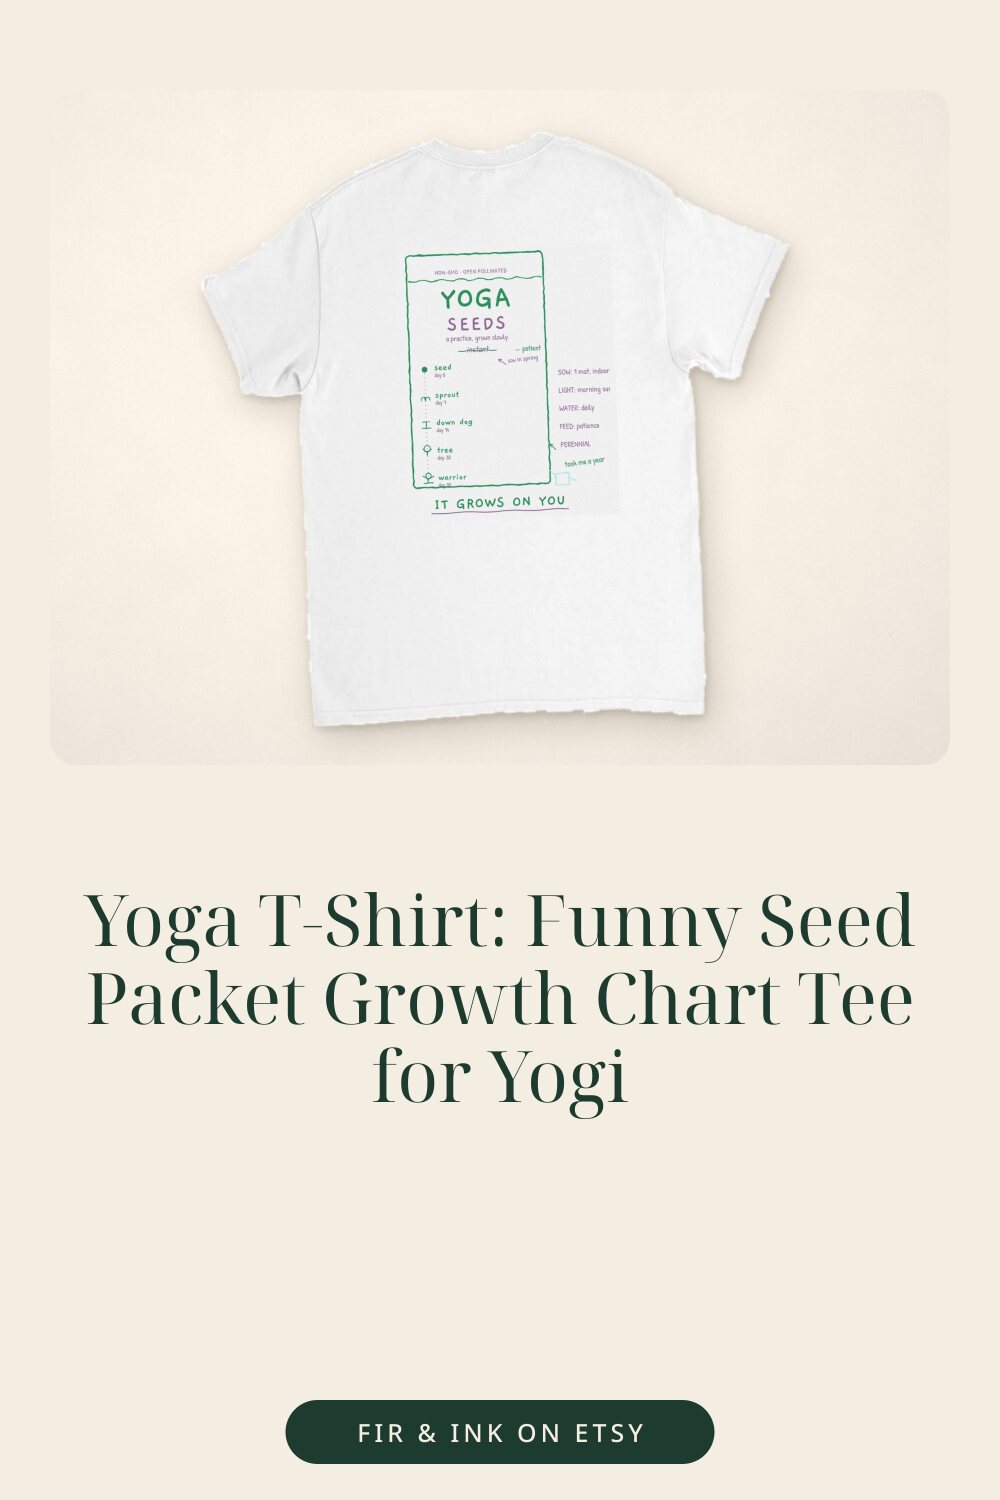 NON-GMO · OPEN POLLINATED
YOGA
SEEDS
a practice, grown slowly
instant → patient
sow in spring
seed
day 0
sprout
day 7
down dog
day 14
tree
day 30
warrior
SOW: 1 mat, indoor
LIGHT: morning sun
WATER: daily
FEED: patience
PERENNIAL
took me a year
IT GROWS ON YOU
Yoga T-Shirt: Funny Seed
Packet Growth Chart Tee
for Yogi
FIR & INK ON ETSY